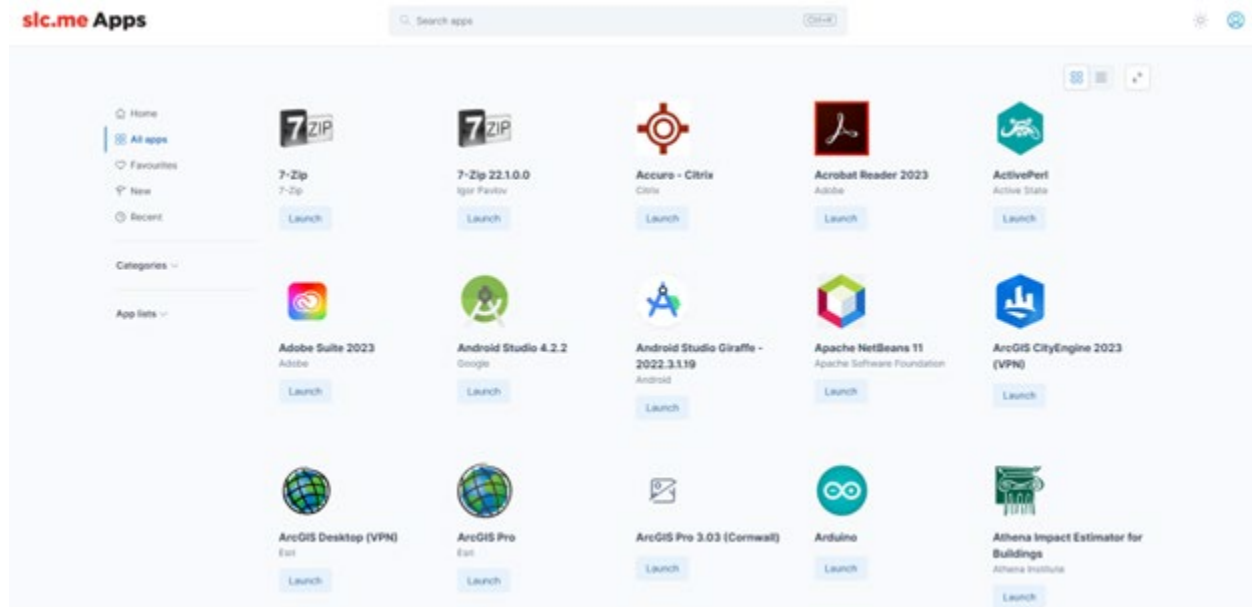 slc.me Apps
Search apps
Ctrl+K
Home
All apps
Favourites
New
Recent
Categories
App lists
7 ZIP
7-Zip
7-Zip
Launch
7 ZIP
7-Zip 22.1.0.0
Igor Pavlov
Launch
Accuro - Citrix
Citrix
Launch
Acrobat Reader 2023
Adobe
Launch
ActivePerl
Active State
Launch
Adobe Suite 2023
Adobe
Launch
Android Studio 4.2.2
Google
Launch
Android Studio Giraffe -
2022.3.1.19
Android
Launch
Apache NetBeans 11
Apache Software Foundation
Launch
ArcGIS CityEngine 2023
(VPN)
Launch
ArcGIS Desktop (VPN)
Esri
Launch
ArcGIS Pro
Esri
Launch
ArcGIS Pro 3.03 (Cornwall)
Launch
Arduino
Launch
Athena Impact Estimator for
Buildings
Athena Institute
Launch